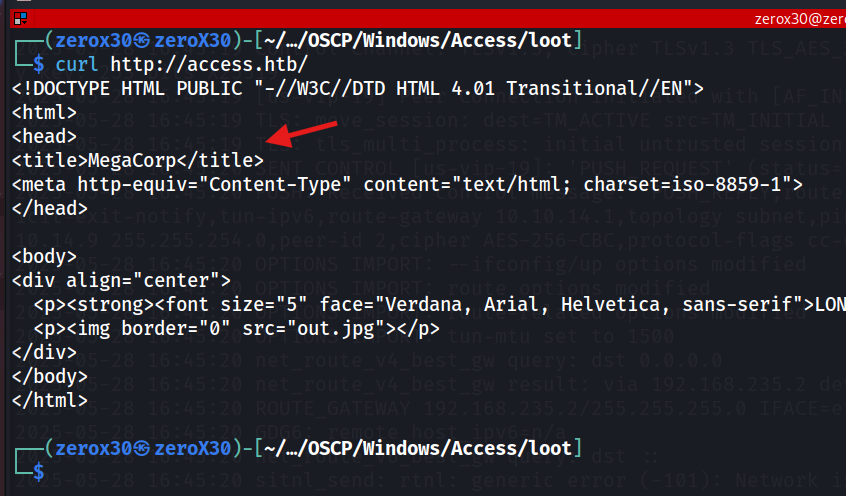 zerox30@zero
┌──(zerox30㉿zeroX30)-[~/…/OSCP/Windows/Access/loot]
└─$ curl http://access.htb/
<!DOCTYPE HTML PUBLIC "-//W3C//DTD HTML 4.01 Transitional//EN">
<html>
<head>
<title>MegaCorp</title>
<meta http-equiv="Content-Type" content="text/html; charset=iso-8859-1">
</head>
<body>
<div align="center">
  <p><strong><font size="5" face="Verdana, Arial, Helvetica, sans-serif">LON
  <p><img border="0" src="out.jpg"></p>
</div>
</body>
</html>
┌──(zerox30㉿zeroX30)-[~/…/OSCP/Windows/Access/loot]
└─$